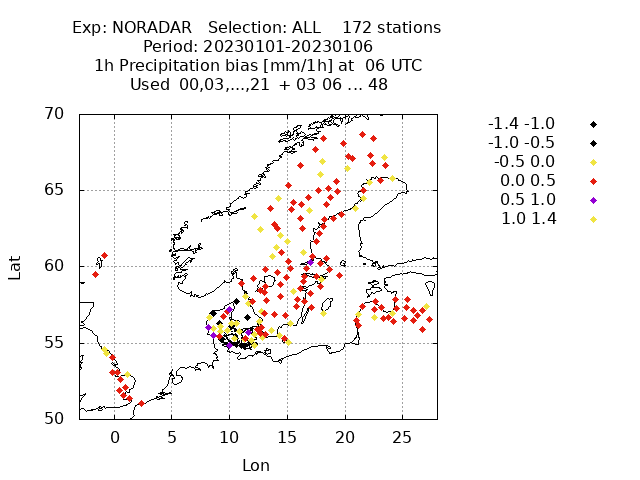 Exp: NORADAR   Selection: ALL    172 stations
Period: 20230101-20230106
1h Precipitation bias [mm/1h] at  06 UTC
Used  00,03,...,21  + 03 06 ... 48
-1.4 -1.0
-1.0 -0.5
-0.5 0.0
0.0 0.5
0.5 1.0
1.0 1.4
70
65
60
55
50
Lat
0 5 10 15 20 25
Lon